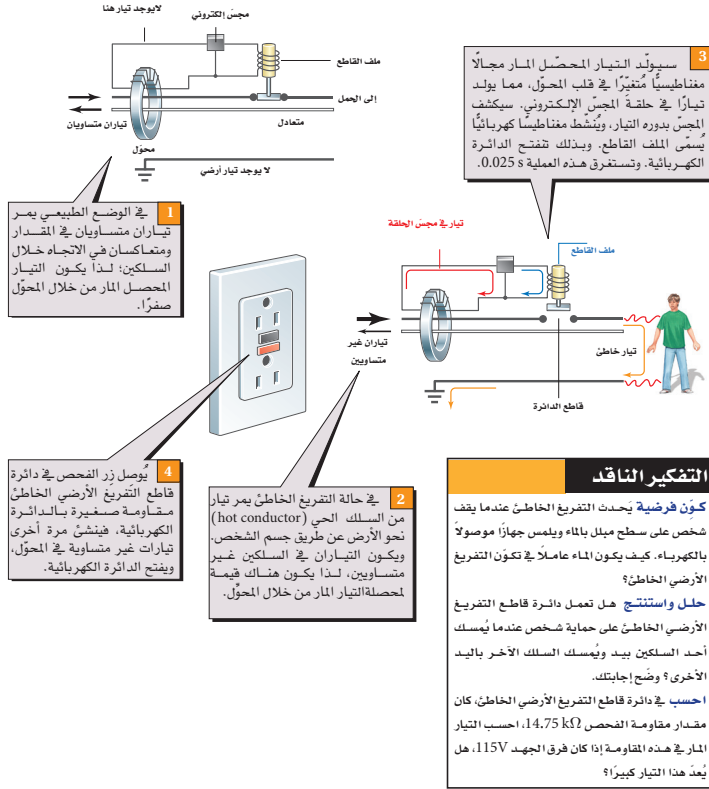 لايوجد تيار هنا
مجسّ إلكتروني
ملف القاطع
إلى الحمل
تياران متساويان
متعادل
محوّل
لا يوجد تيار أرضي
1 في الوضع الطبيعي يمر
تياران متساويان في المقدار
ومتعاكسان في الاتجاه خلال
السلكين؛ لذا يكون التيار
المحصل المار من خلال المحوّل
صفرًا.
3 سيولّد التيار المحصّل المار مجالًا
مغناطيسيًّا مُتغيّرًا في قلب المحوّل، مما يولد
تيارًا في حلقة المجسّ الإلكتروني. سيكشف
المجسّ بدوره التيار، ويُنَشّط مغناطيسًا كهربائيًّا
يُسمّى الملف القاطع. وبذلك تنفتح الدائرة
الكهربائية. وتستغرق هذه العملية 0.025 s.
تيار في مجسّ الحلقة
ملف القاطع
تياران غير
متساويين
تيار خاطئ
قاطع الدائرة
4 يُوصل زر الفحص في دائرة
قاطع التفريغ الأرضي الخاطئ
مقاومة صغيرة بالدائرة
الكهربائية، فينشئ مرة أخرى
تيارات غير متساوية في المحوّل،
ويفتح الدائرة الكهربائية.
2 في حالة التفريغ الخاطئ يمر تيار
من السلك الحي (hot conductor)
نحو الأرض عن طريق جسم الشخص.
ويكون التياران في السلكين غير
متساويين، لذا يكون هناك قيمة
لمحصلةالتيار المار من خلال المحوِّل.
التفكير الناقد
كوّن فرضية يَحدث التفريغ الخاطئ عندما يقف
شخص على سطح مبلل بالماء ويلمس جهازًا موصولاً
بالكهرباء. كيف يكون الماء عاملًا في تكوّن التفريغ
الأرضي الخاطئ؟
حلل واستنتج هل تعمل دائرة قاطع التفريغ
الأرضي الخاطئ على حماية شخص عندما يُمسك
أحد السلكين بيد ويُمسك السلك الآخر باليد
الأخرى؟ وضّح إجابتك.
احسب في دائرة قاطع التفريغ الأرضي الخاطئ، كان
مقدار مقاومة الفحص 14.75 kΩ، احسب التيار
المار في هذه المقاومة إذا كان فرق الجهد 115V، هل
يُعدّ هذا التيار كبيرًا؟